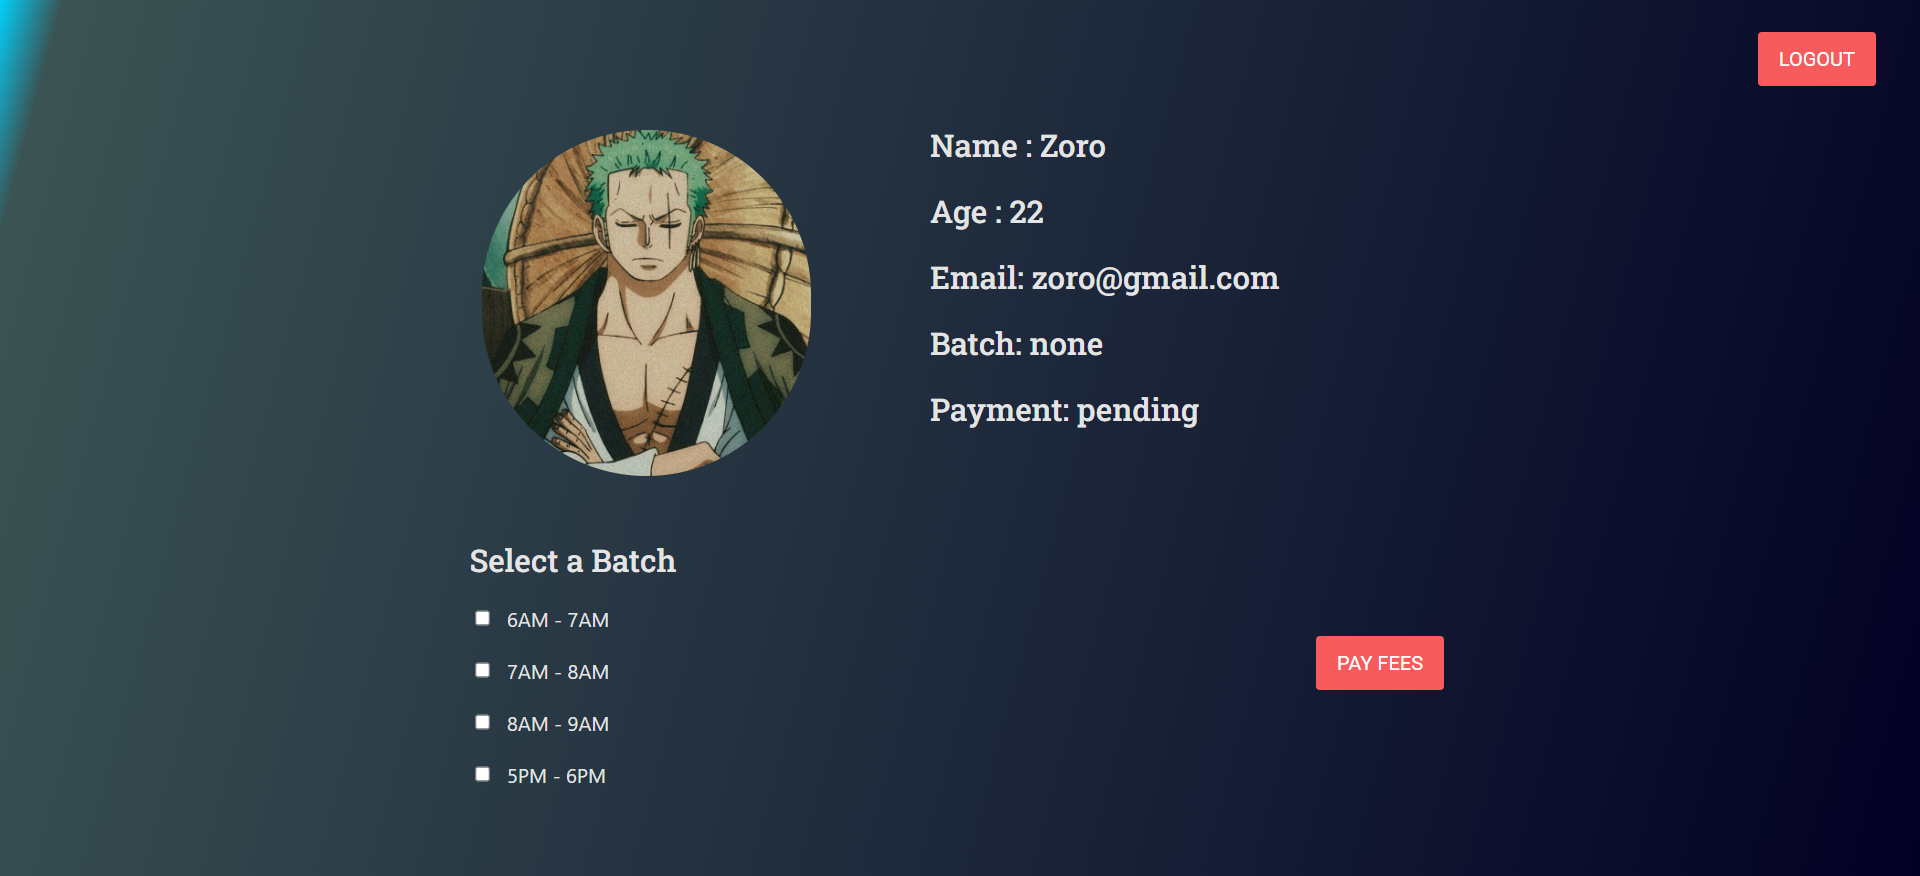 LOGOUT
Name : Zoro
Age : 22
Email: zoro@gmail.com
Batch: none
Payment: pending
Select a Batch
6AM - 7AM
7AM - 8AM
8AM - 9AM
5PM - 6PM
PAY FEES